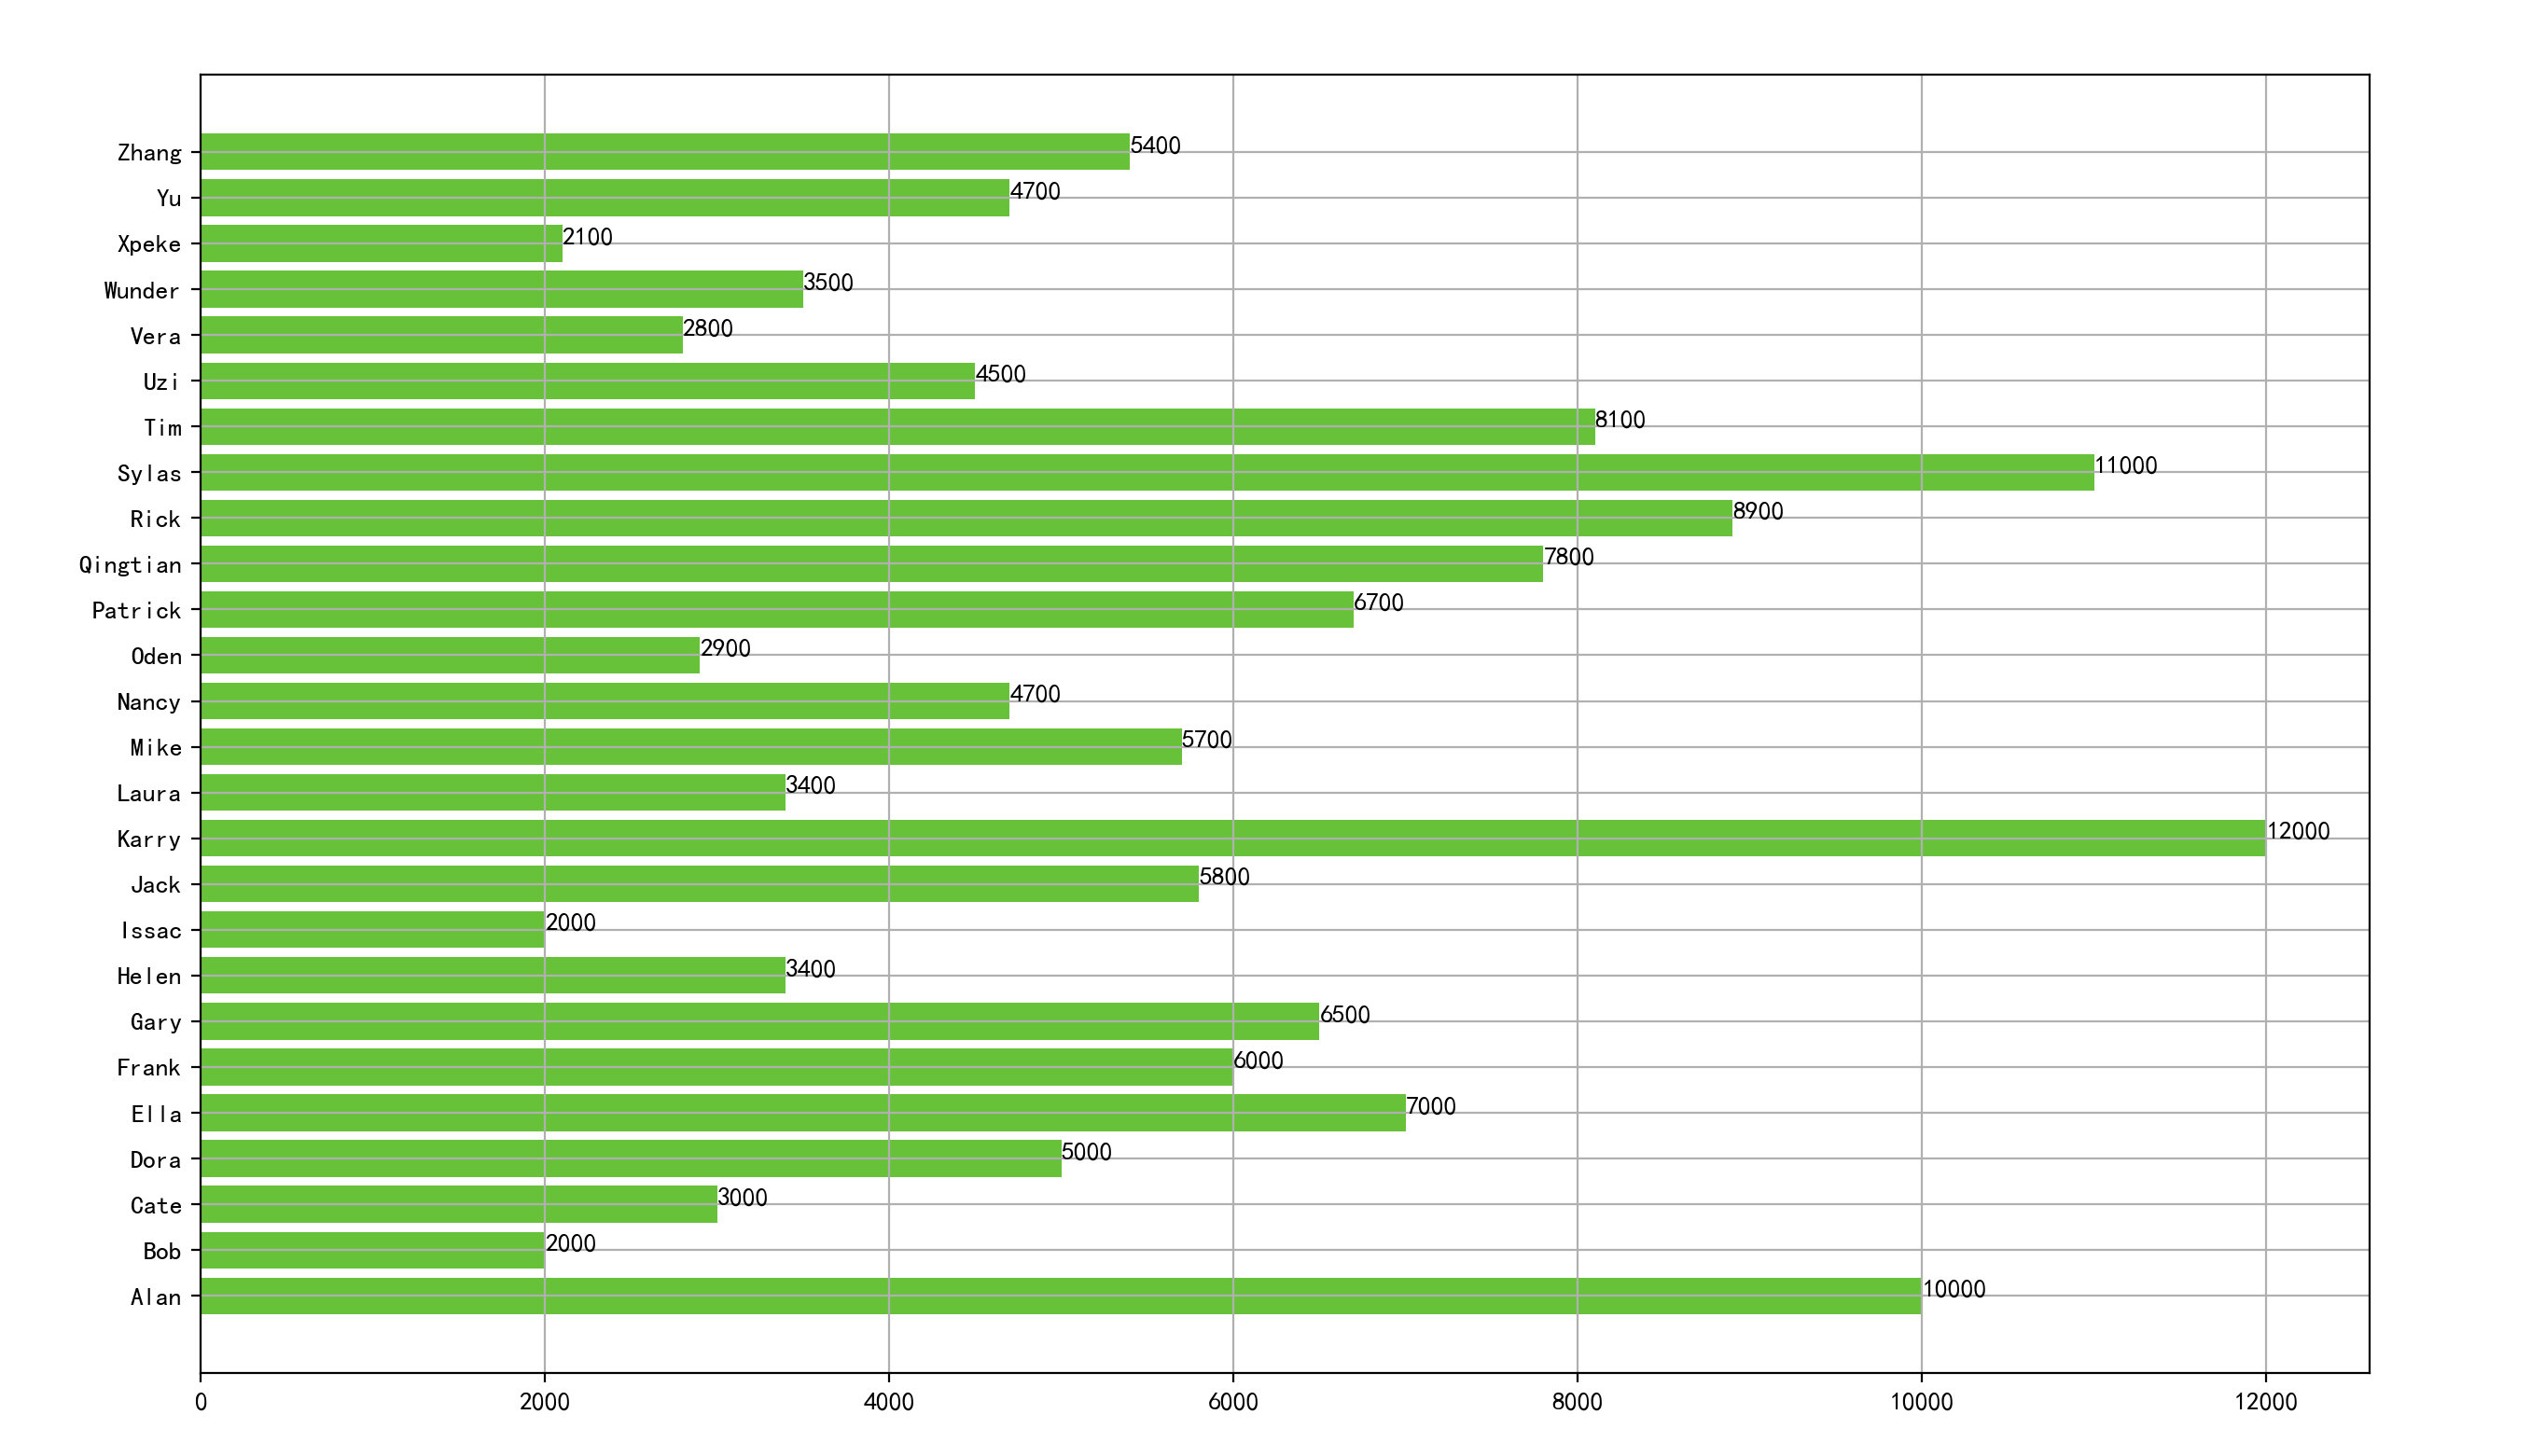 Zhang 5400
Yu 4700
Xpeke 2100
Wunder 3500
Vera 2800
Uzi 4500
Tim 8100
Sylas 11000
Rick 8900
Qingtian 7800
Patrick 6700
Oden 2900
Nancy 4700
Mike 5700
Laura 3400
Karry 12000
Jack 5800
Issac 2000
Helen 3400
Gary 6500
Frank 6000
Ella 7000
Dora 5000
Cate 3000
Bob 2000
Alan 10000
0 2000 4000 6000 8000 10000 12000